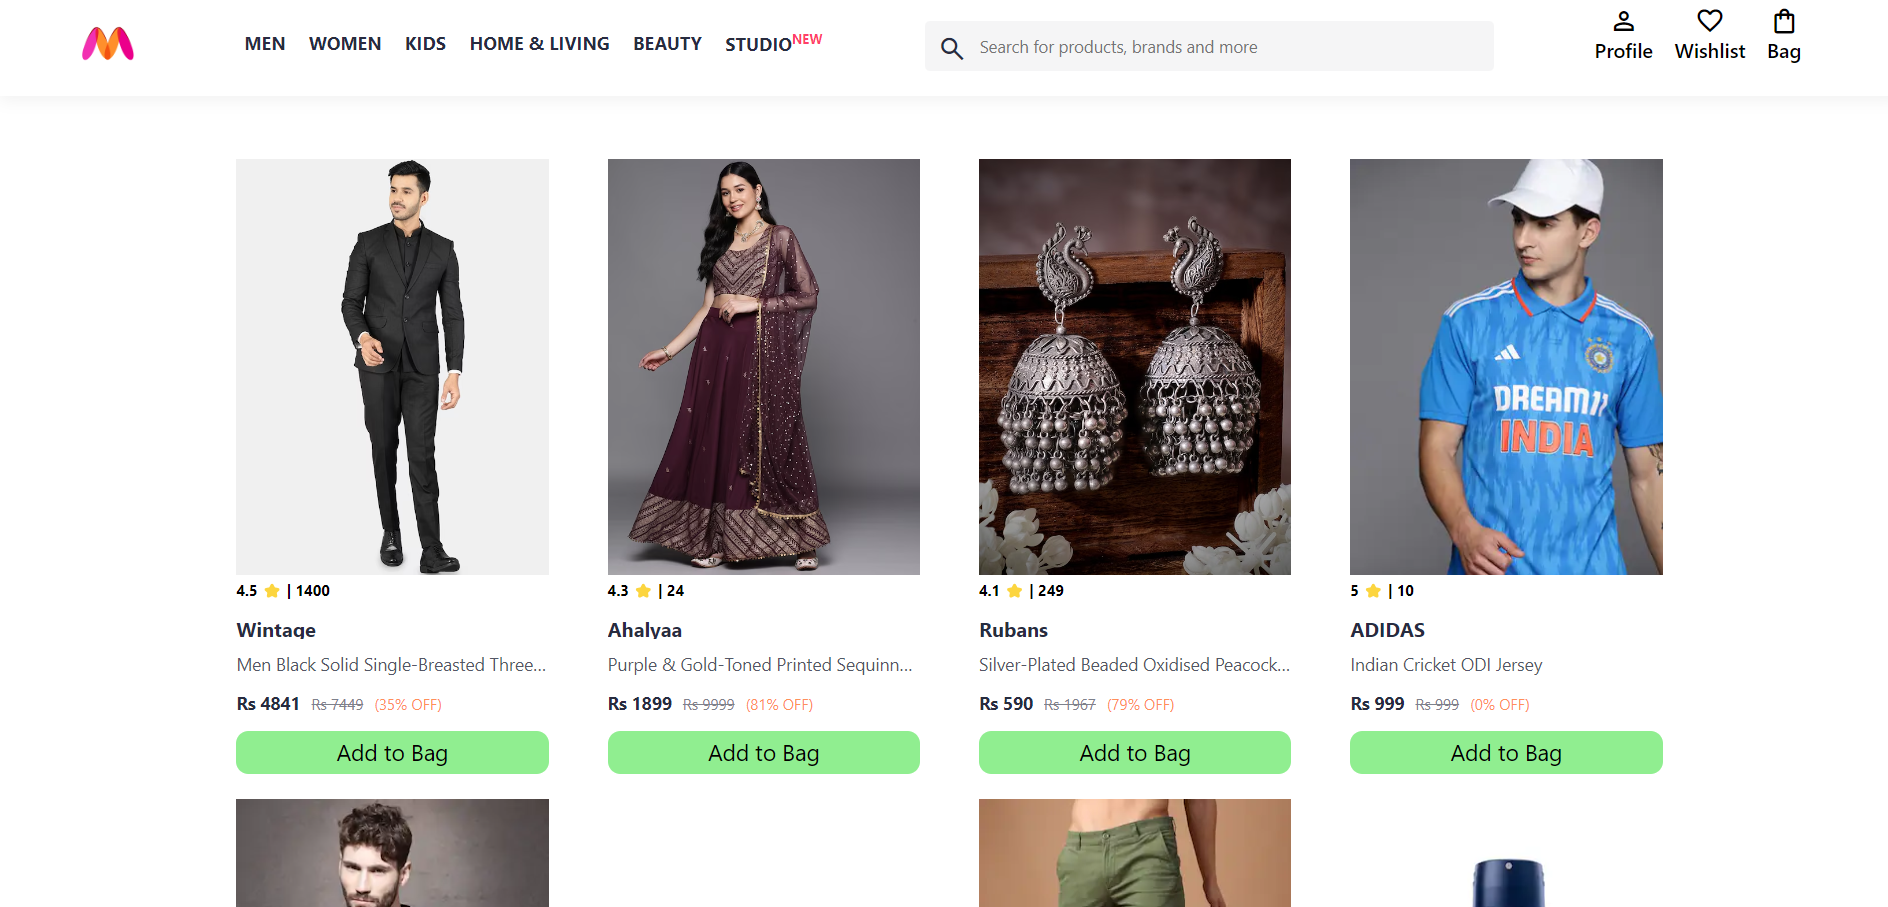 MEN WOMEN KIDS HOME & LIVING BEAUTY STUDIO NEW
Search for products, brands and more
Profile Wishlist Bag
DREAM11
INDIA
4.5 | 1400
Wintage
Men Black Solid Single-Breasted Three...
Rs 4841 Rs 7449 (35% OFF)
Add to Bag
4.3 | 24
Ahalyaa
Purple & Gold-Toned Printed Sequinn...
Rs 1899 Rs 9999 (81% OFF)
Add to Bag
4.1 | 249
Rubans
Silver-Plated Beaded Oxidised Peacock...
Rs 590 Rs 1967 (79% OFF)
Add to Bag
5 | 10
ADIDAS
Indian Cricket ODI Jersey
Rs 999 Rs 999 (0% OFF)
Add to Bag